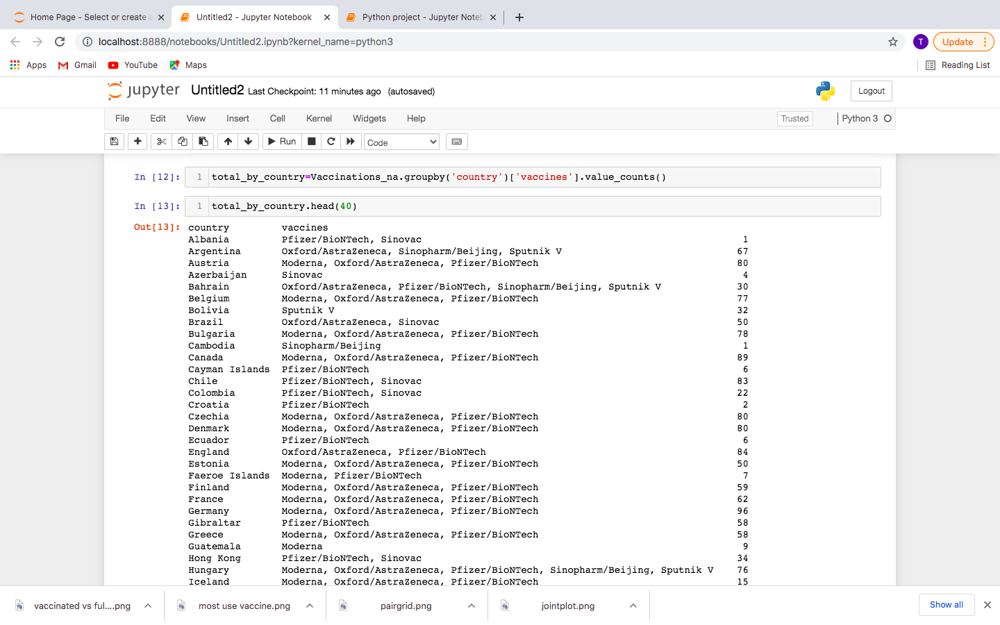 Home Page - Select or create a
Untitled2 - Jupyter Notebook
Python project - Jupyter Noteb
localhost:8888/notebooks/Untitled2.ipynb?kernel_name=python3
T
Update
Apps
Gmail
YouTube
Maps
Reading List
jupyter
Untitled2 Last Checkpoint: 11 minutes ago (autosaved)
Logout
File Edit View Insert Cell Kernel Widgets Help
Trusted
Python 3
Run
Code
In [12]: 1 total_by_country=Vaccinations_na.groupby('country')['vaccines'].value_counts()
In [13]: 1 total_by_country.head(40)
Out[13]: country vaccines
Albania Pfizer/BioNTech, Sinovac 1
Argentina Oxford/AstraZeneca, Sinopharm/Beijing, Sputnik V 67
Austria Moderna, Oxford/AstraZeneca, Pfizer/BioNTech 80
Azerbaijan Sinovac 4
Bahrain Oxford/AstraZeneca, Pfizer/BioNTech, Sinopharm/Beijing, Sputnik V 30
Belgium Moderna, Oxford/AstraZeneca, Pfizer/BioNTech 77
Bolivia Sputnik V 32
Brazil Oxford/AstraZeneca, Sinovac 50
Bulgaria Moderna, Oxford/AstraZeneca, Pfizer/BioNTech 78
Cambodia Sinopharm/Beijing 1
Canada Moderna, Oxford/AstraZeneca, Pfizer/BioNTech 89
Cayman Islands Pfizer/BioNTech 6
Chile Pfizer/BioNTech, Sinovac 83
Colombia Pfizer/BioNTech, Sinovac 22
Croatia Pfizer/BioNTech 2
Czechia Moderna, Oxford/AstraZeneca, Pfizer/BioNTech 80
Denmark Moderna, Oxford/AstraZeneca, Pfizer/BioNTech 80
Ecuador Pfizer/BioNTech 6
England Oxford/AstraZeneca, Pfizer/BioNTech 84
Estonia Moderna, Oxford/AstraZeneca, Pfizer/BioNTech 50
Faeroe Islands Moderna, Pfizer/BioNTech 7
Finland Moderna, Oxford/AstraZeneca, Pfizer/BioNTech 59
France Moderna, Oxford/AstraZeneca, Pfizer/BioNTech 62
Germany Moderna, Oxford/AstraZeneca, Pfizer/BioNTech 96
Gibraltar Pfizer/BioNTech 58
Greece Moderna, Oxford/AstraZeneca, Pfizer/BioNTech 58
Guatemala Moderna 9
Hong Kong Pfizer/BioNTech, Sinovac 34
Hungary Moderna, Oxford/AstraZeneca, Pfizer/BioNTech, Sinopharm/Beijing, Sputnik V 76
Iceland Moderna, Oxford/AstraZeneca, Pfizer/BioNTech 15
vaccinated vs ful....png
most use vaccine.png
pairgrid.png
jointplot.png
Show all